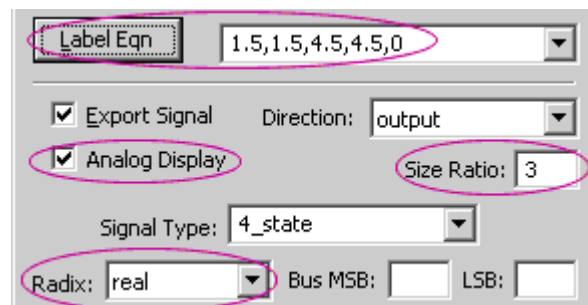 Label Eqn 1.5,1.5,4.5,4.5,0
Export Signal Direction: output
Analog Display Size Ratio: 3
Signal Type: 4_state
Radix: real Bus MSB: LSB: